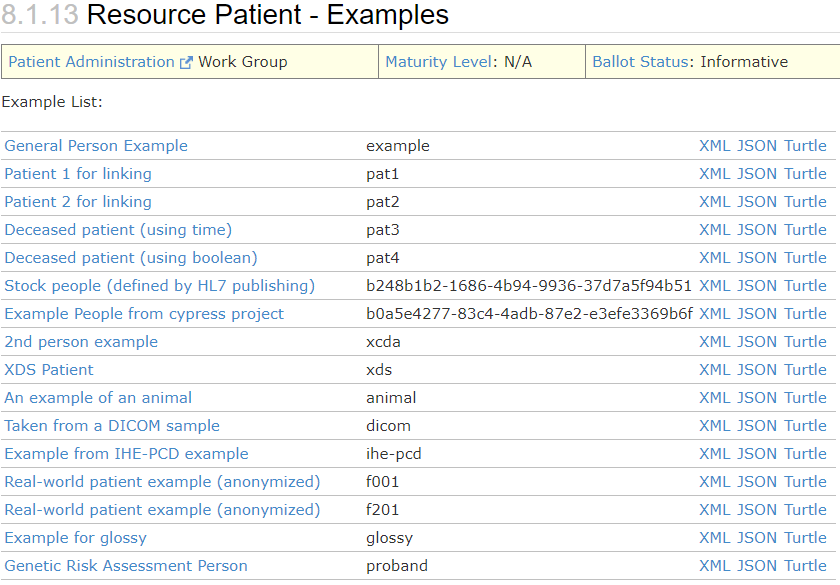 8.1.13 Resource Patient - Examples
Patient Administration Work Group Maturity Level: N/A Ballot Status: Informative
Example List:
General Person Example example XML JSON Turtle
Patient 1 for linking pat1 XML JSON Turtle
Patient 2 for linking pat2 XML JSON Turtle
Deceased patient (using time) pat3 XML JSON Turtle
Deceased patient (using boolean) pat4 XML JSON Turtle
Stock people (defined by HL7 publishing) b248b1b2-1686-4b94-9936-37d7a5f94b51 XML JSON Turtle
Example People from cypress project b0a5e4277-83c4-4adb-87e2-e3efe3369b6f XML JSON Turtle
2nd person example xcda XML JSON Turtle
XDS Patient xds XML JSON Turtle
An example of an animal animal XML JSON Turtle
Taken from a DICOM sample dicom XML JSON Turtle
Example from IHE-PCD example ihe-pcd XML JSON Turtle
Real-world patient example (anonymized) f001 XML JSON Turtle
Real-world patient example (anonymized) f201 XML JSON Turtle
Example for glossy glossy XML JSON Turtle
Genetic Risk Assessment Person proband XML JSON Turtle